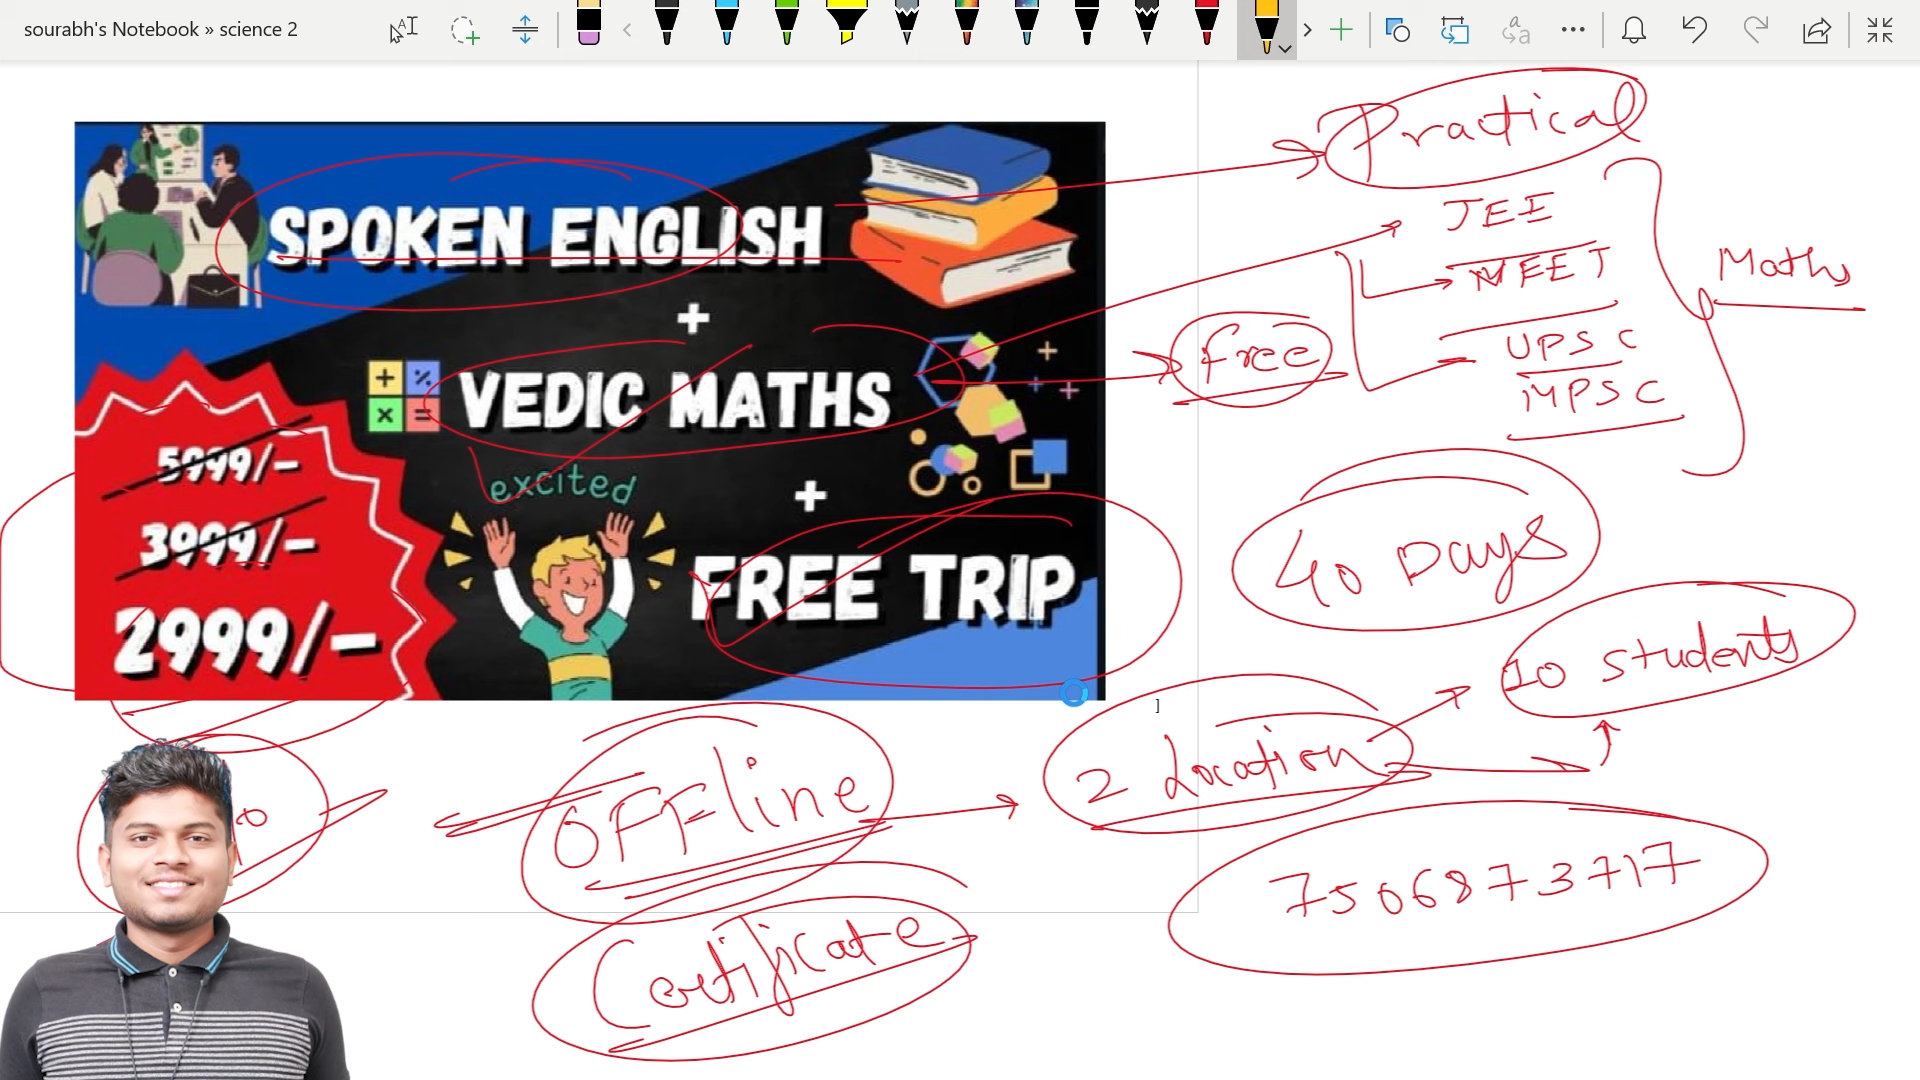 sourabh's Notebook » science 2
Practical
SPOKEN ENGLISH
+
VEDIC MATHS
excited
+
FREE TRIP
5999/-
3999/-
2999/-
JEE
NEET
UPSC
MPSC
Maths
free
40 Days
10 students
2 Location
OFFline
Certificate
7506873717